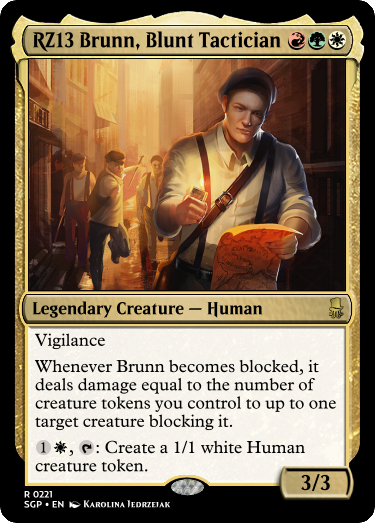 RZ13 Brunn, Blunt Tactician
Legendary Creature — Human
Vigilance
Whenever Brunn becomes blocked, it
deals damage equal to the number of
creature tokens you control to up to one
target creature blocking it.
1 , : Create a 1/1 white Human
creature token.
3/3
R 0221
SGP • EN Karolina Jedrzejak